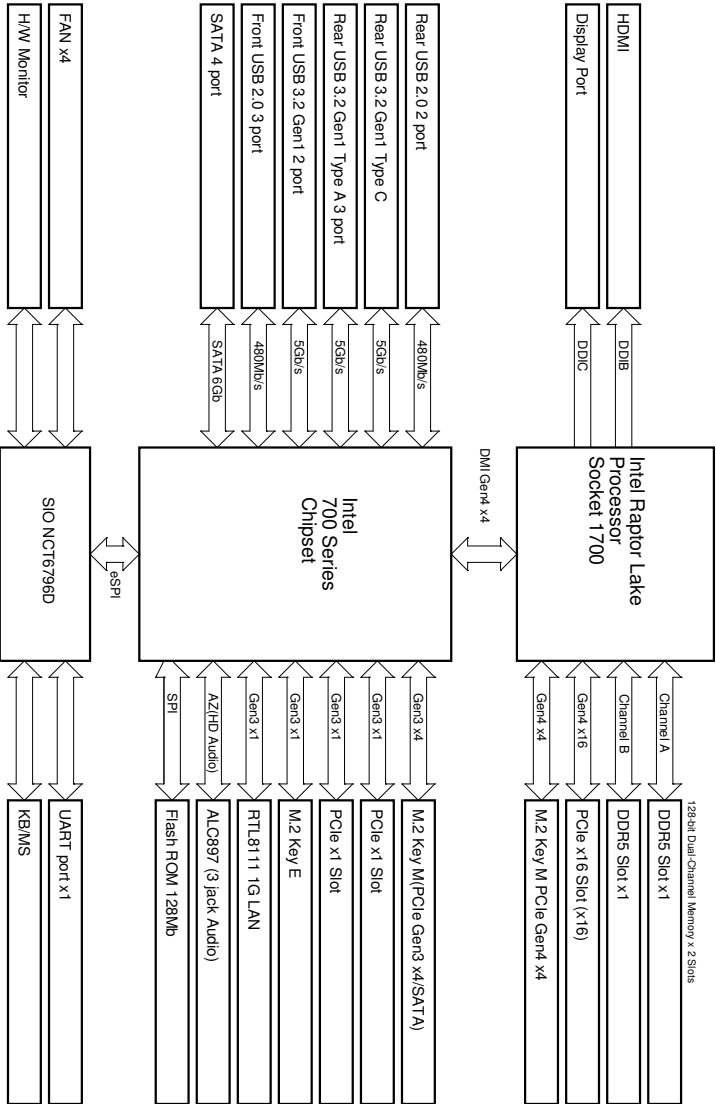 HDMI
Display Port
DDIB
DDIC
Intel Raptor Lake
Processor
Socket 1700
Channel A
Channel B
Gen4 x16
Gen4 x4
128-bit Dual-Channel Memory x 2 Slots
DDR5 Slot x1
DDR5 Slot x1
PCIe x16 Slot (x16)
M.2 Key M PCIe Gen4 x4
DMI Gen4 x4
Rear USB 2.0 2 port
Rear USB 3.2 Gen1 Type C
Rear USB 3.2 Gen1 Type A 3 port
Front USB 3.2 Gen1 2 port
Front USB 2.0 3 port
SATA 4 port
480Mb/s
5Gb/s
5Gb/s
5Gb/s
480Mb/s
SATA 6Gb
Intel
700 Series
Chipset
Gen3 x4
Gen3 x1
Gen3 x1
Gen3 x1
Gen3 x1
AZ(HD Audio)
SPI
M.2 Key M(PCIe Gen3 x4/SATA)
PCIe x1 Slot
PCIe x1 Slot
M.2 Key E
RTL8111 1G LAN
ALC897 (3 jack Audio)
Flash ROM 128Mb
eSPI
FAN x4
H/W Monitor
SIO NCT6796D
UART port x1
KB/MS